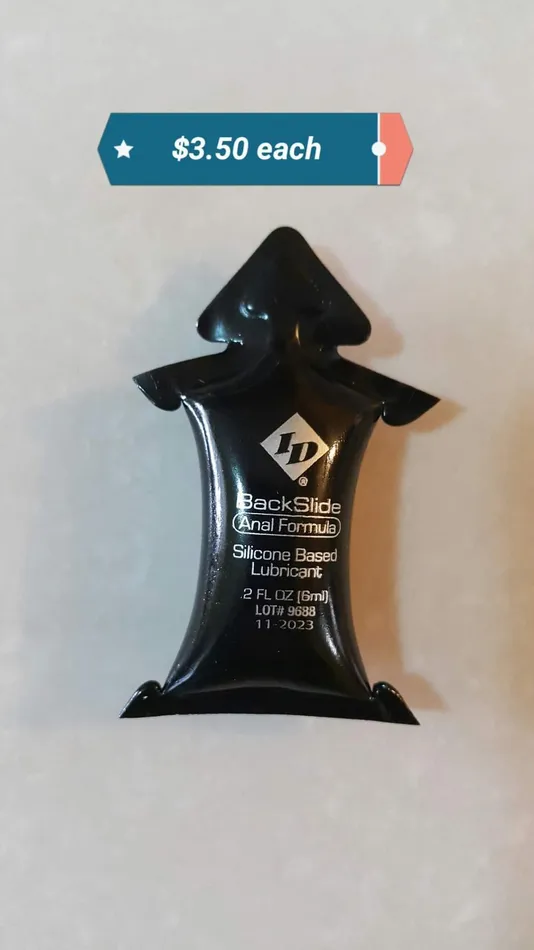 $3.50 each
ID
®
BackSlide
Anal Formula
Silicone Based
Lubricant
.2 FL OZ (6ml)
LOT# 9688
11-2023